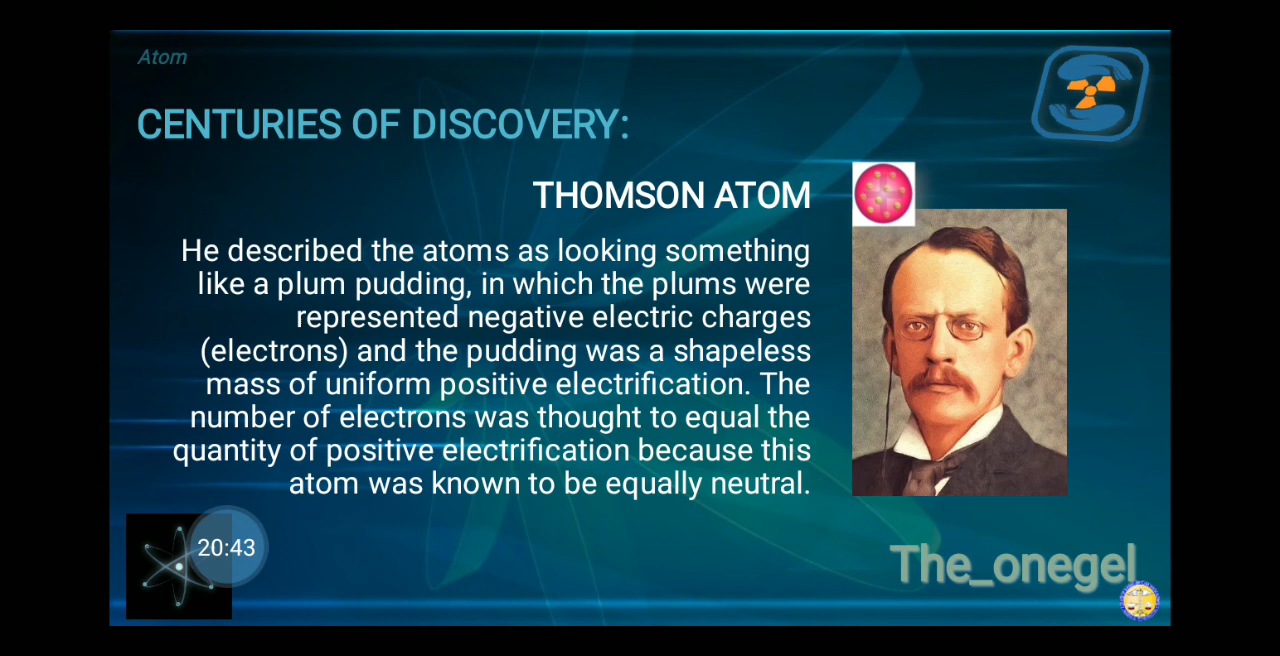 Atom
CENTURIES OF DISCOVERY:
THOMSON ATOM
He described the atoms as looking something
like a plum pudding, in which the plums were
represented negative electric charges
(electrons) and the pudding was a shapeless
mass of uniform positive electrification. The
number of electrons was thought to equal the
quantity of positive electrification because this
atom was known to be equally neutral.
20:43
The_onegel